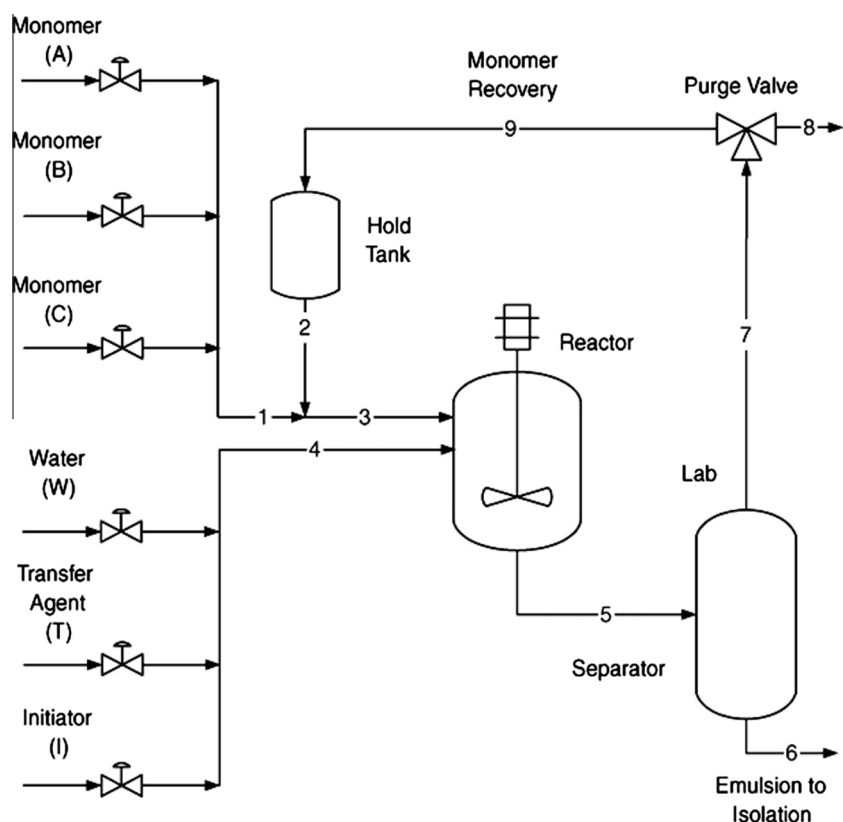 Monomer
(A)
Monomer
(B)
Monomer
(C)
Water
(W)
Transfer
Agent
(T)
Initiator
(I)
Monomer
Recovery
Purge Valve
9
8
Hold
Tank
2
Reactor
7
1
3
4
Lab
5
Separator
6
Emulsion to
Isolation